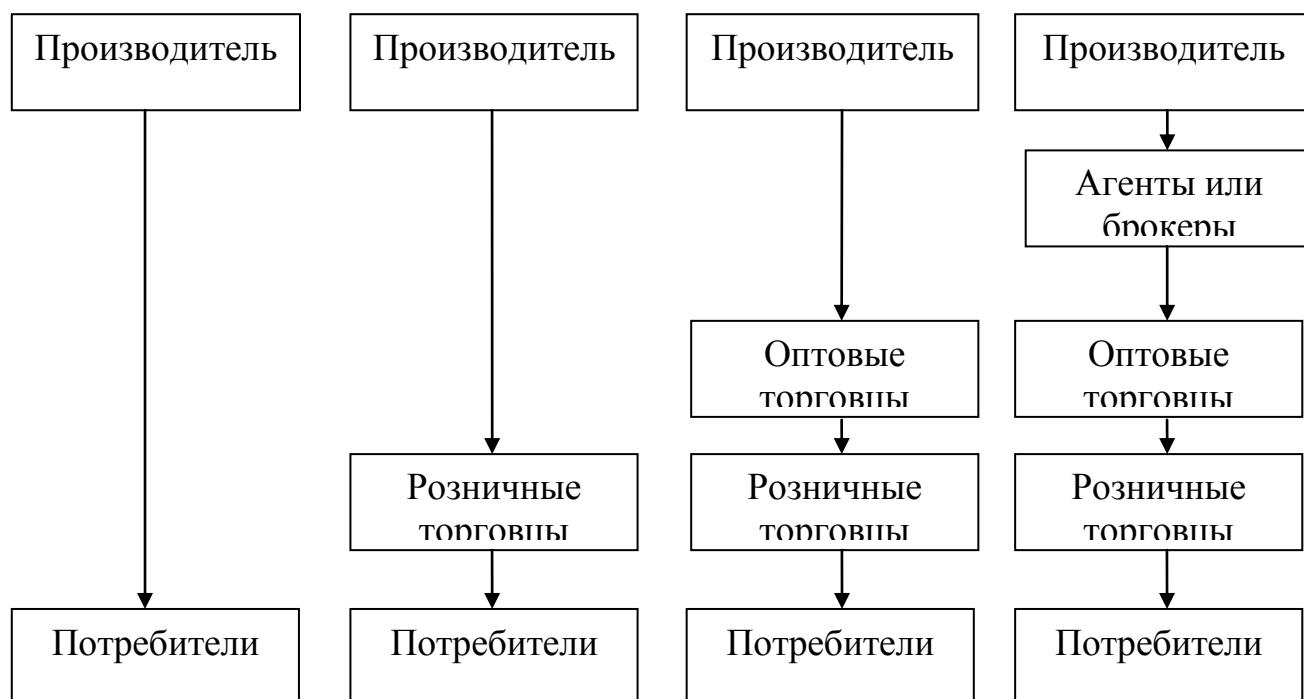 Производитель
Производитель
Производитель
Производитель
Агенты или
брокеры
Оптовые
торговцы
Оптовые
торговцы
Розничные
торговцы
Розничные
торговцы
Розничные
торговцы
Потребители
Потребители
Потребители
Потребители